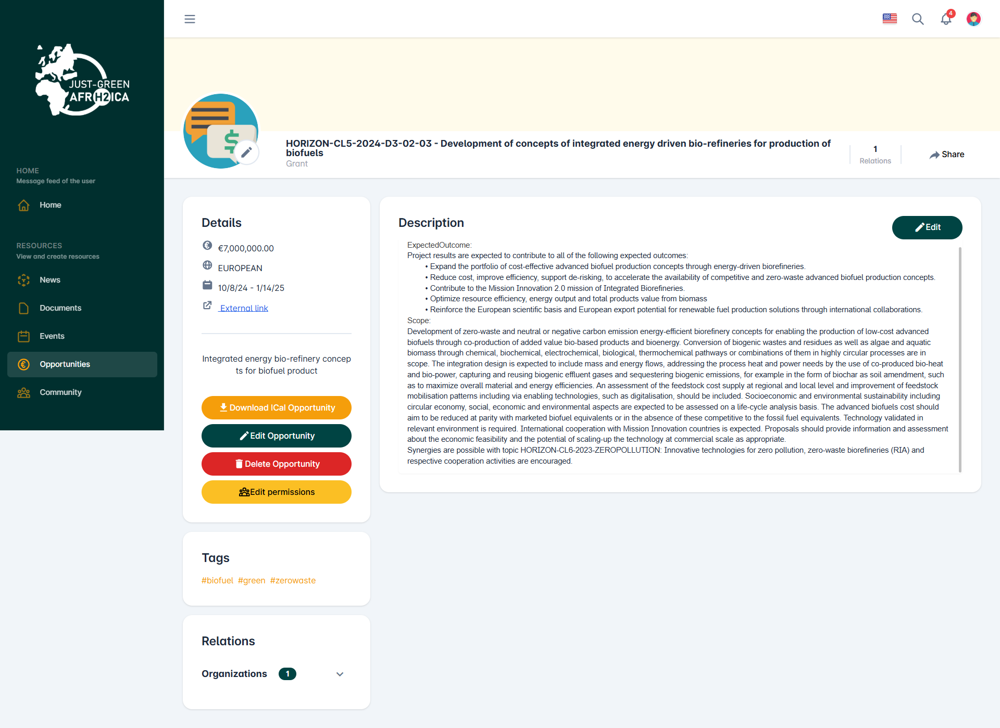 4
JUST-GREEN
AFRH2ICA
HORIZON-CL5-2024-D3-02-03 - Development of concepts of integrated energy driven bio-refineries for production of
biofuels
Grant
1
Relations
Share
HOME
Message feed of the user
Home
RESOURCES
View and create resources
News
Documents
Events
Opportunities
Community
Details
€7,000,000.00
EUROPEAN
10/8/24 - 1/14/25
External link
Integrated energy bio-refinery concep
ts for biofuel product
Download ICal Opportunity
Edit Opportunity
Delete Opportunity
Edit permissions
Tags
#biofuel #green #zerowaste
Relations
Organizations 1
Description
Edit
ExpectedOutcome:
Project results are expected to contribute to all of the following expected outcomes:
• Expand the portfolio of cost-effective advanced biofuel production concepts through energy-driven biorefineries.
• Reduce cost, improve efficiency, support de-risking, to accelerate the availability of competitive and zero-waste advanced biofuel production concepts.
• Contribute to the Mission Innovation 2.0 mission of Integrated Biorefineries.
• Optimize resource efficiency, energy output and total products value from biomass
• Reinforce the European scientific basis and European export potential for renewable fuel production solutions through international collaborations.
Scope:
Development of zero-waste and neutral or negative carbon emission energy-efficient biorefinery concepts for enabling the production of low-cost advanced
biofuels through co-production of added value bio-based products and bioenergy. Conversion of biogenic wastes and residues as well as algae and aquatic
biomass through chemical, biochemical, electrochemical, biological, thermochemical pathways or combinations of them in highly circular processes are in
scope. The integration design is expected to include mass and energy flows, addressing the process heat and power needs by the use of co-produced bio-heat
and bio-power, capturing and reusing biogenic effluent gases and sequestering biogenic emissions, for example in the form of biochar as soil amendment, such
as to maximize overall material and energy efficiencies. An assessment of the feedstock cost supply at regional and local level and improvement of feedstock
mobilisation patterns including via enabling technologies, such as digitalisation, should be included. Socioeconomic and environmental sustainability including
circular economy, social, economic and environmental aspects are expected to be assessed on a life-cycle analysis basis. The advanced biofuels cost should
aim to be reduced at parity with marketed biofuel equivalents or in the absence of these competitive to the fossil fuel equivalents. Technology validated in
relevant environment is required. International cooperation with Mission Innovation countries is expected. Proposals should provide information and assessment
about the economic feasibility and the potential of scaling-up the technology at commercial scale as appropriate.
Synergies are possible with topic HORIZON-CL6-2023-ZEROPOLLUTION: Innovative technologies for zero pollution, zero-waste biorefineries (RIA) and
respective cooperation activities are encouraged.